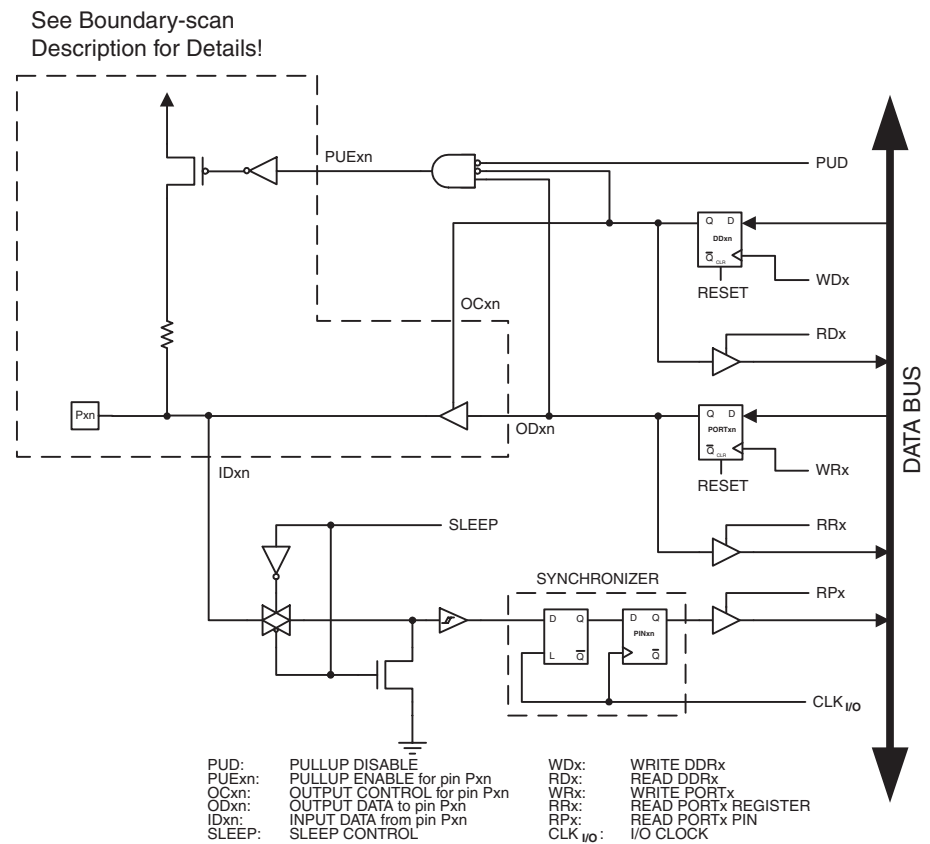 See Boundary-scan
Description for Details!
PUExn
PUD
Q D
DDxn
Q
CLR
WDx
RESET
OCxn
RDx
Pxn
ODxn
Q D
PORTxn
Q
CLR
WRx
RESET
IDxn
DATA BUS
SLEEP
RRx
SYNCHRONIZER
RPx
D Q
L Q
D Q
PINxn
Q
CLK I/O
PUD: PULLUP DISABLE
PUExn: PULLUP ENABLE for pin Pxn
OCxn: OUTPUT CONTROL for pin Pxn
ODxn: OUTPUT DATA to pin Pxn
IDxn: INPUT DATA from pin Pxn
SLEEP: SLEEP CONTROL
WDx: WRITE DDRx
RDx: READ DDRx
WRx: WRITE PORTx
RRx: READ PORTx REGISTER
RPx: READ PORTx PIN
CLK I/O: I/O CLOCK